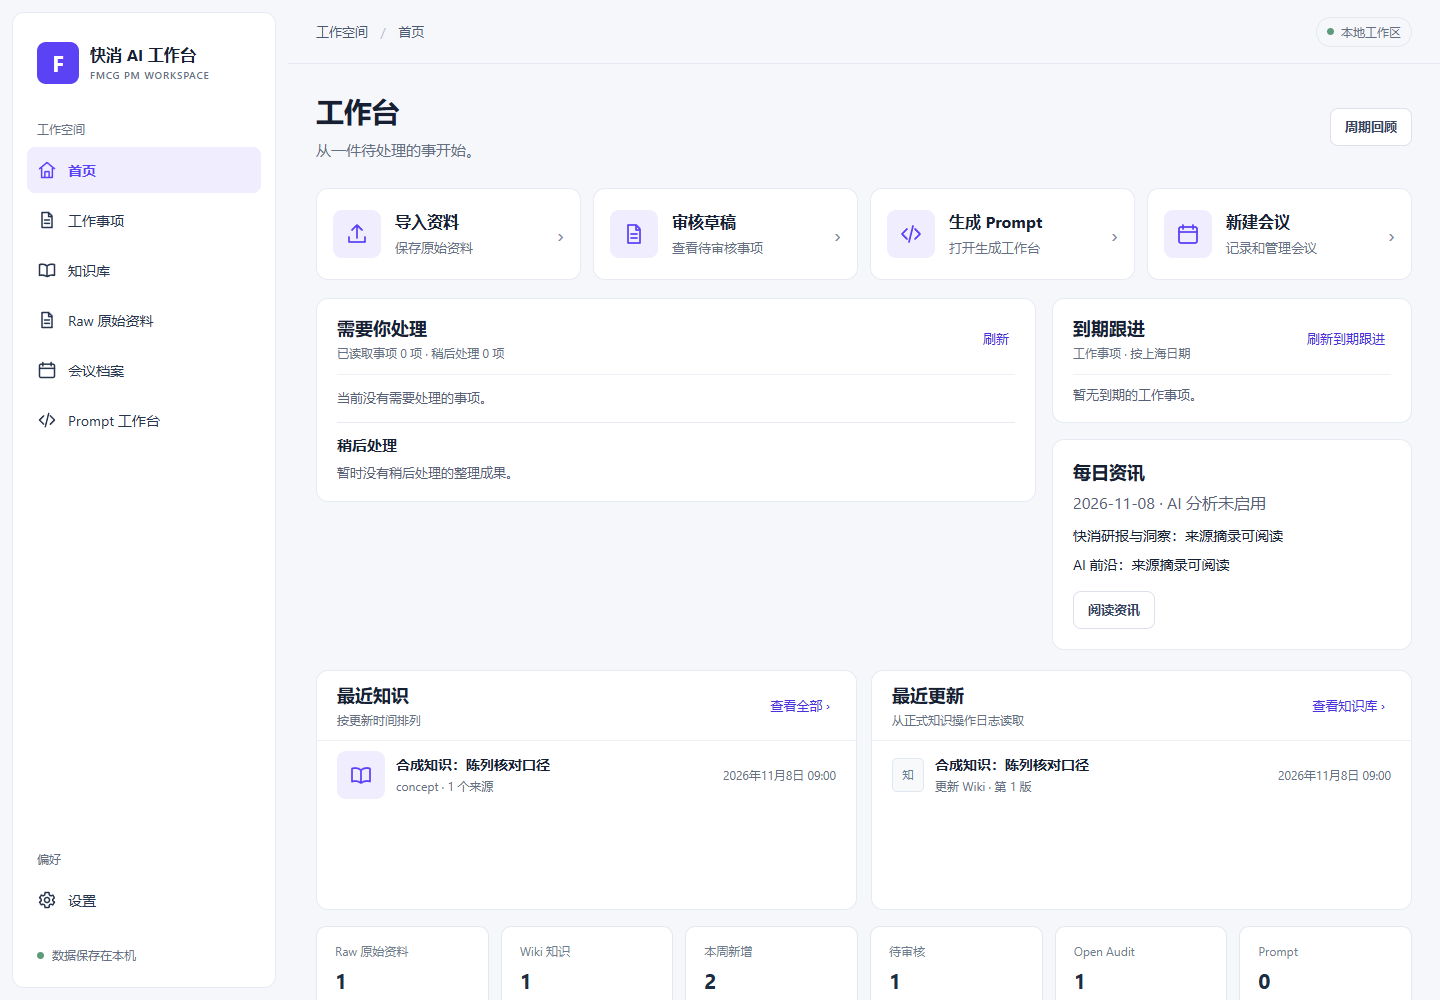 F
快消 AI 工作台
FMCG PM WORKSPACE
工作空间
首页
工作事项
知识库
Raw 原始资料
会议档案
Prompt 工作台
偏好
设置
数据保存在本机
工作空间 / 首页
本地工作区
工作台
从一件待处理的事开始。
周期回顾
导入资料
保存原始资料
审核草稿
查看待审核事项
生成 Prompt
打开生成工作台
新建会议
记录和管理会议
需要你处理
已读取事项 0 项 · 稍后处理 0 项
刷新
当前没有需要处理的事项。
稍后处理
暂时没有稍后处理的整理成果。
到期跟进
工作事项 · 按上海日期
刷新到期跟进
暂无到期的工作事项。
每日资讯
2026-11-08 · AI 分析未启用
快消研报与洞察：来源摘录可阅读
AI 前沿：来源摘录可阅读
阅读资讯
最近知识
按更新时间排列
查看全部 ›
合成知识：陈列核对口径
concept · 1 个来源
2026年11月8日 09:00
最近更新
从正式知识操作日志读取
查看知识库 ›
知
合成知识：陈列核对口径
更新 Wiki · 第 1 版
2026年11月8日 09:00
Raw 原始资料
1
Wiki 知识
1
本周新增
2
待审核
1
Open Audit
1
Prompt
0